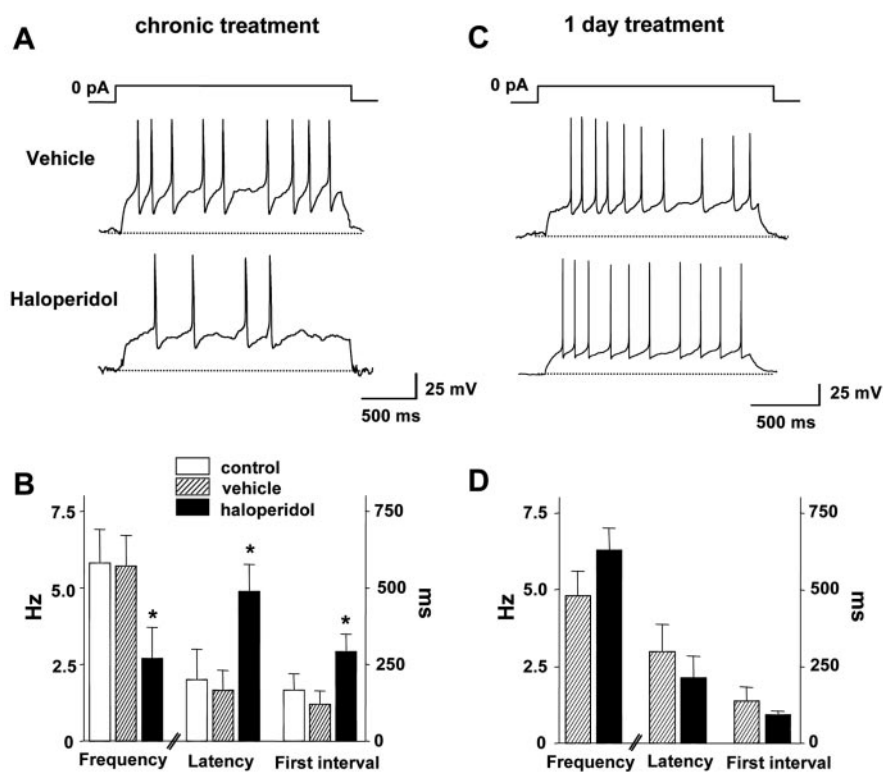 A
chronic treatment
0 pA
Vehicle
Haloperidol
25 mV
500 ms
C
1 day treatment
0 pA
25 mV
500 ms
B
control
vehicle
haloperidol
7.5
5.0
2.5
0
Hz
750
500
250
0
ms
*
*
*
Frequency
Latency
First interval
D
7.5
5.0
2.5
0
Hz
750
500
250
0
ms
Frequency
Latency
First interval